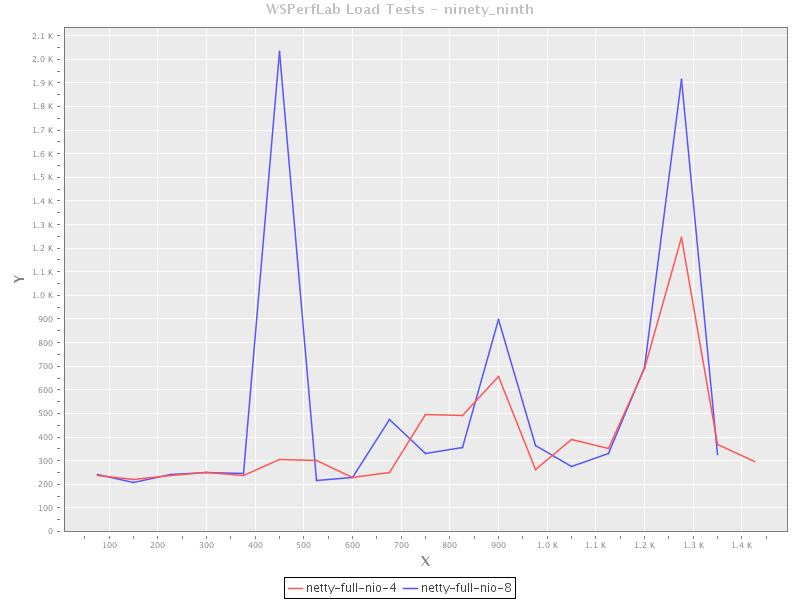 WSPerfLab Load Tests - ninety_ninth
2.1 K
2.0 K
1.9 K
1.8 K
1.7 K
1.6 K
1.5 K
1.4 K
1.3 K
1.2 K
1.1 K
1.0 K
900
800
700
600
500
400
300
200
100
0
Y
100 200 300 400 500 600 700 800 900 1.0 K 1.1 K 1.2 K 1.3 K 1.4 K
X
netty-full-nio-4 netty-full-nio-8